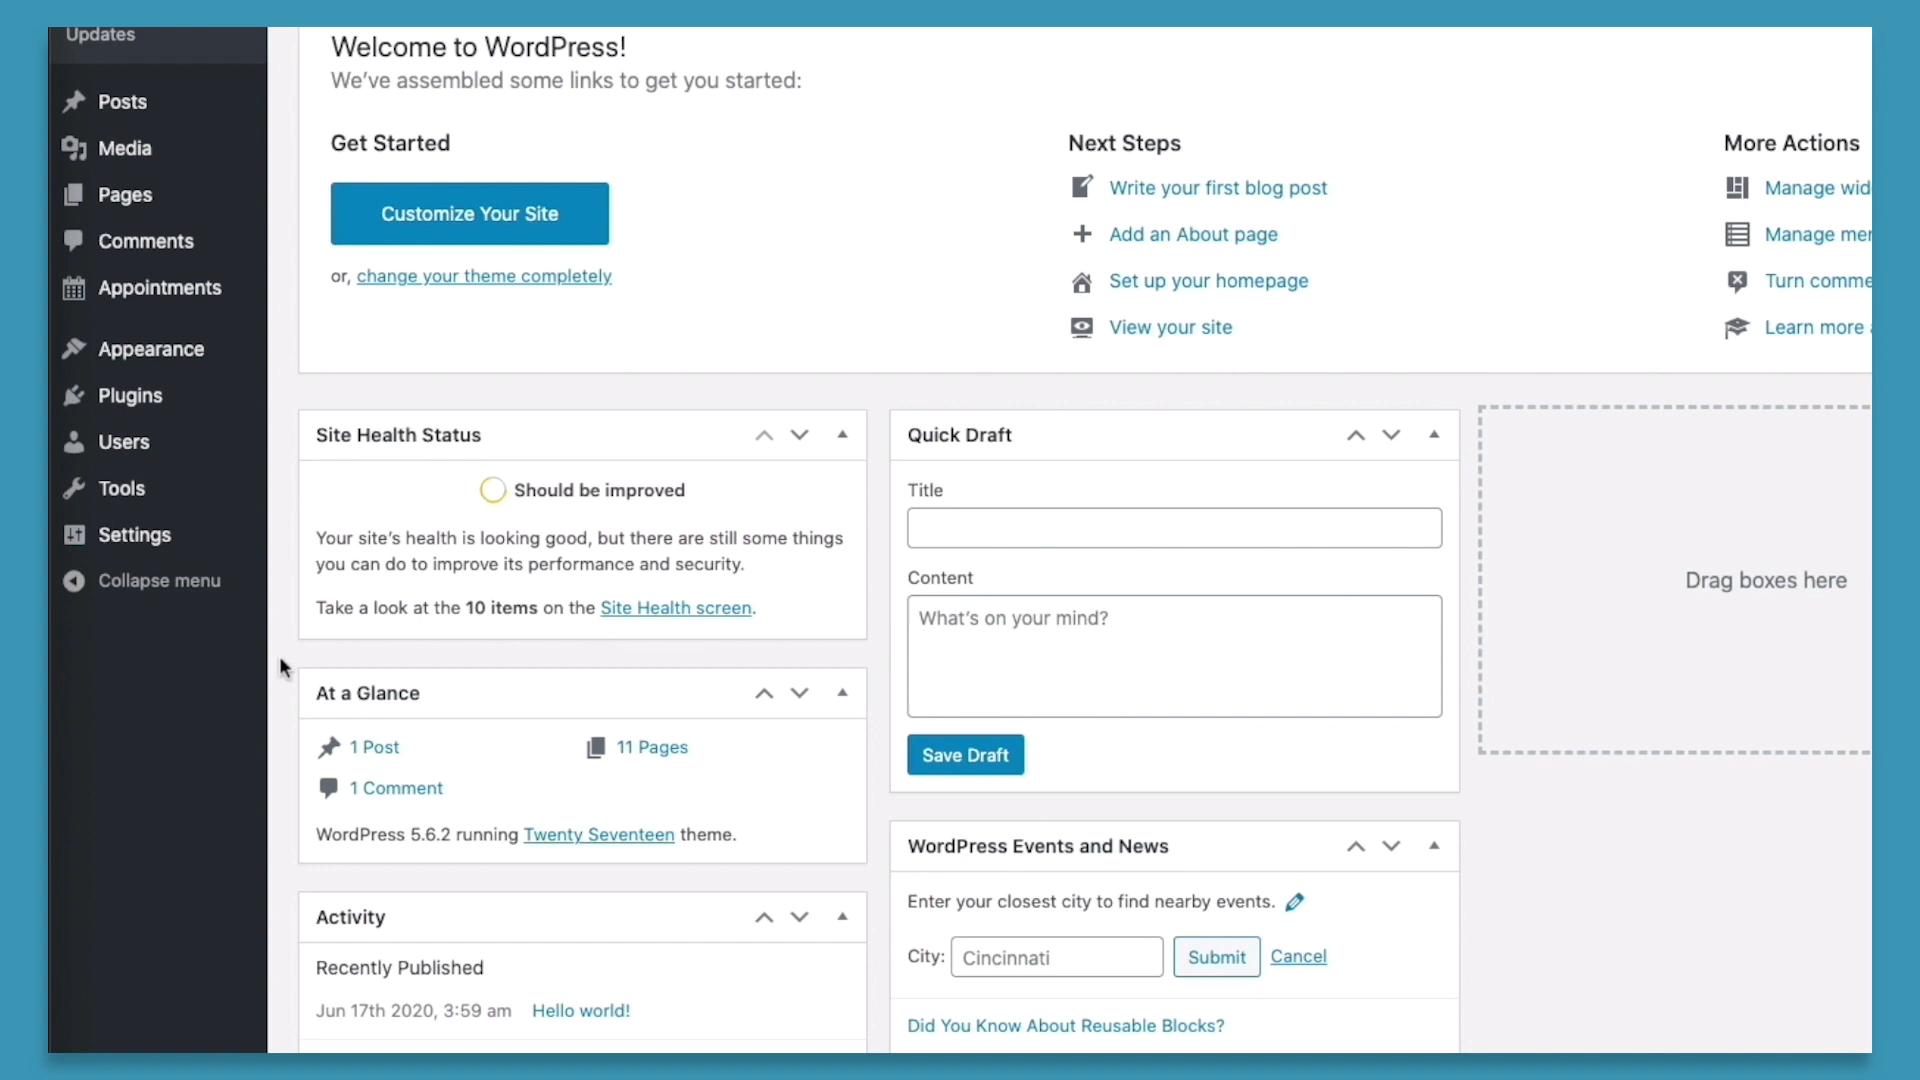 Updates
Posts
Media
Pages
Comments
Appointments
Appearance
Plugins
Users
Tools
Settings
Collapse menu
Welcome to WordPress!
We've assembled some links to get you started:
Get Started
Customize Your Site
or, change your theme completely
Next Steps
Write your first blog post
Add an About page
Set up your homepage
View your site
More Actions
Manage wid
Manage mer
Turn comme
Learn more
Site Health Status
Should be improved
Your site's health is looking good, but there are still some things
you can do to improve its performance and security.
Take a look at the 10 items on the Site Health screen.
At a Glance
1 Post
11 Pages
1 Comment
WordPress 5.6.2 running Twenty Seventeen theme.
Activity
Recently Published
Jun 17th 2020, 3:59 am Hello world!
Quick Draft
Title
Content
What's on your mind?
Save Draft
WordPress Events and News
Enter your closest city to find nearby events.
City: Cincinnati Submit Cancel
Did You Know About Reusable Blocks?
Drag boxes here